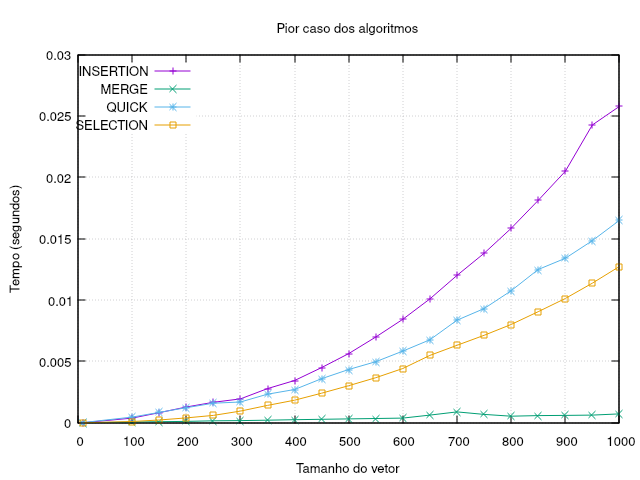 Pior caso dos algoritmos
0.03
INSERTION
MERGE
QUICK
SELECTION
0.025
0.02
0.015
0.01
0.005
0
Tempo (segundos)
0 100 200 300 400 500 600 700 800 900 1000
Tamanho do vetor